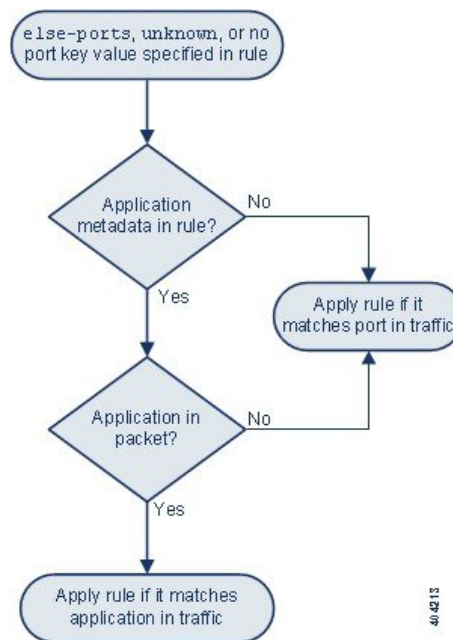 else-ports, unknown, or no
port key value specified in rule
Application
metadata in rule?
No
Yes
Apply rule if it
matches port in traffic
Application in
packet?
No
Yes
Apply rule if it matches
application in traffic
404213